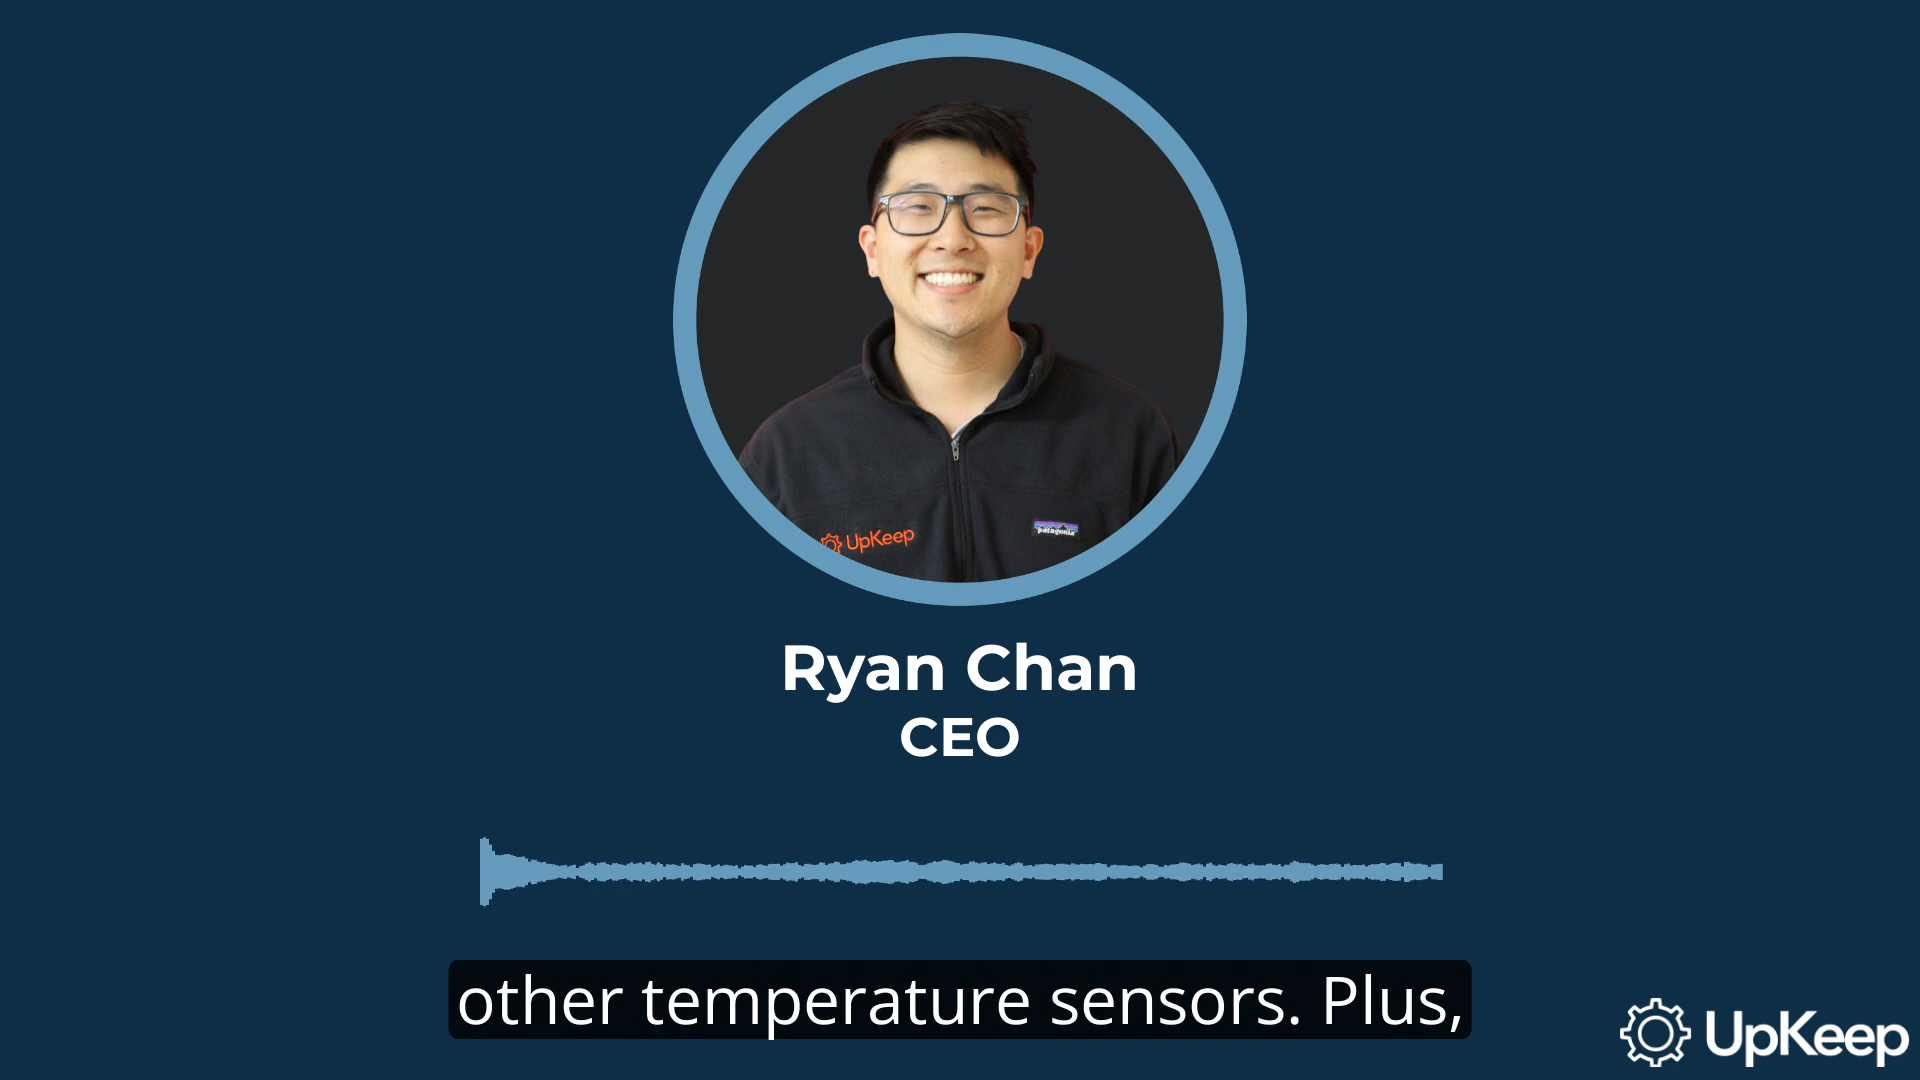 UpKeep
patagonia
Ryan Chan
CEO
other temperature sensors. Plus,
UpKeep